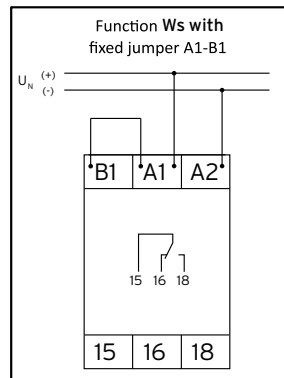 Function Ws with
fixed jumper A1-B1
U_N (+)
(-)
B1 A1 A2
15 16 18
15 16 18